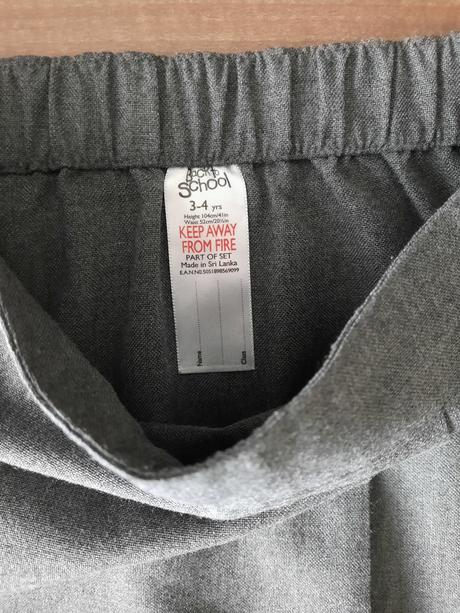 Back to
School
3-4 yrs
Height 104cm/41in
Waist 52cm/20½in
KEEP AWAY
FROM FIRE
PART OF SET
Made in Sri Lanka
E.A.N.N0.5051898569099
Name
Class